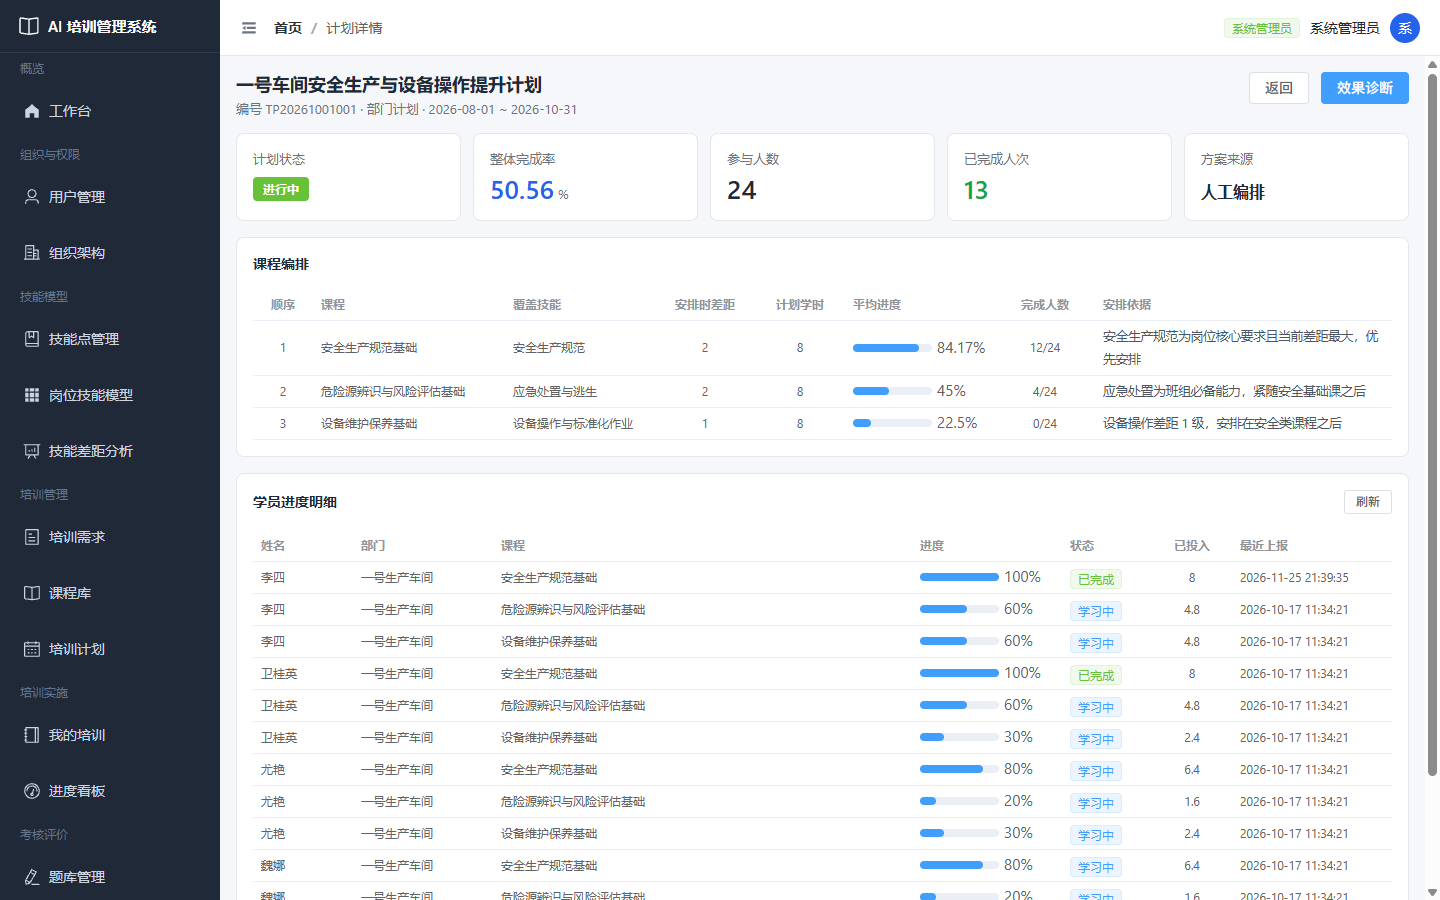 AI 培训管理系统
概览
工作台
组织与权限
用户管理
组织架构
技能模型
技能点管理
岗位技能模型
技能差距分析
培训管理
培训需求
课程库
培训计划
培训实施
我的培训
进度看板
考核评价
题库管理
首页 / 计划详情
系统管理员 系统管理员 系
一号车间安全生产与设备操作提升计划
编号 TP20261001001 · 部门计划 · 2026-08-01 ~ 2026-10-31
返回 效果诊断
计划状态
进行中
整体完成率
50.56 %
参与人数
24
已完成人次
13
方案来源
人工编排
课程编排
顺序 课程 覆盖技能 安排时差距 计划学时 平均进度 完成人数 安排依据
1 安全生产规范基础 安全生产规范 2 8 84.17% 12/24 安全生产规范为岗位核心要求且当前差距最大，优
先安排
2 危险源辨识与风险评估基础 应急处置与逃生 2 8 45% 4/24 应急处置为班组必备能力，紧随安全基础课之后
3 设备维护保养基础 设备操作与标准化作业 1 8 22.5% 0/24 设备操作差距 1 级，安排在安全类课程之后
学员进度明细
刷新
姓名 部门 课程 进度 状态 已投入 最近上报
李四 一号生产车间 安全生产规范基础 100% 已完成 8 2026-11-25 21:39:35
李四 一号生产车间 危险源辨识与风险评估基础 60% 学习中 4.8 2026-10-17 11:34:21
李四 一号生产车间 设备维护保养基础 60% 学习中 4.8 2026-10-17 11:34:21
卫桂英 一号生产车间 安全生产规范基础 100% 已完成 8 2026-10-17 11:34:21
卫桂英 一号生产车间 危险源辨识与风险评估基础 60% 学习中 4.8 2026-10-17 11:34:21
卫桂英 一号生产车间 设备维护保养基础 30% 学习中 2.4 2026-10-17 11:34:21
尤艳 一号生产车间 安全生产规范基础 80% 学习中 6.4 2026-10-17 11:34:21
尤艳 一号生产车间 危险源辨识与风险评估基础 20% 学习中 1.6 2026-10-17 11:34:21
尤艳 一号生产车间 设备维护保养基础 30% 学习中 2.4 2026-10-17 11:34:21
魏娜 一号生产车间 安全生产规范基础 80% 学习中 6.4 2026-10-17 11:34:21
魏娜 一号生产车间 危险源辨识与风险评估基础 20% 学习中 1.6 2026-10-17 11:34:21